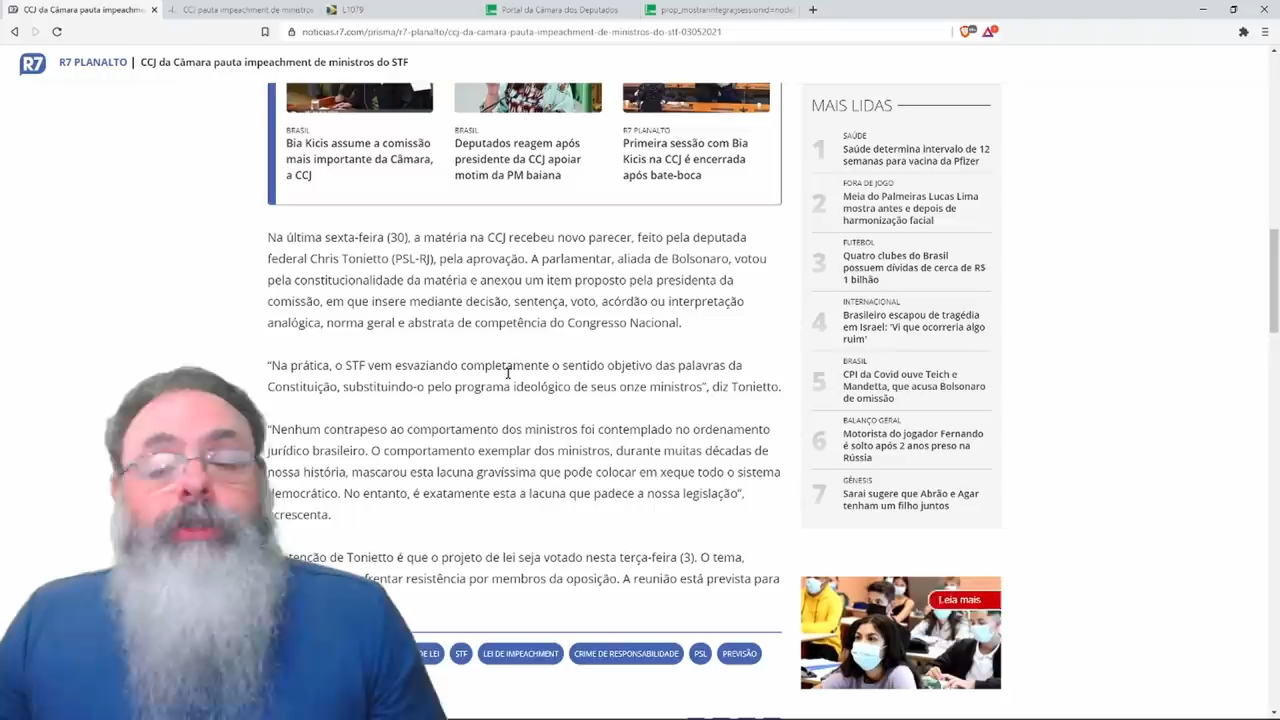 CCJ da Câmara pauta impeachm
CCJ pauta impeachment de ministros
L1079
Portal da Câmara dos Deputados
noticias.r7.com/prisma/r7-planalto/ccj-da-camara-pauta-impeachment-de-ministros-do-stf-03052021
R7
R7 PLANALTO
CCJ da Câmara pauta impeachment de ministros do STF
BRASIL
Bia Kicis assume a comissão
mais importante da Câmara,
a CCJ
BRASIL
Deputados reagem após
presidente da CCJ apoiar
motim da PM baiana
R7 PLANALTO
Primeira sessão com Bia
Kicis na CCJ é encerrada
após bate-boca
Na última sexta-feira (30), a matéria na CCJ recebeu novo parecer, feito pela deputada
federal Chris Tonietto (PSL-RJ), pela aprovação. A parlamentar, aliada de Bolsonaro, votou
pela constitucionalidade da matéria e anexou um item proposto pela presidenta da
comissão, em que insere mediante decisão, sentença, voto, acórdão ou interpretação
analógica, norma geral e abstrata de competência do Congresso Nacional.
“Na prática, o STF vem esvaziando completamente o sentido objetivo das palavras da
Constituição, substituindo-o pelo programa ideológico de seus onze ministros”, diz Tonietto.
“Nenhum contrapeso ao comportamento dos ministros foi contemplado no ordenamento
jurídico brasileiro. O comportamento exemplar dos ministros, durante muitas décadas de
nossa história, mascarou esta lacuna gravíssima que pode colocar em xeque todo o sistema
democrático. No entanto, é exatamente esta a lacuna que padece a nossa legislação”,
crescenta.
tenção de Tonietto é que o projeto de lei seja votado nesta terça-feira (3). O tema,
frentar resistência por membros da oposição. A reunião está prevista para
DE LEI
STF
LEI DE IMPEACHMENT
CRIME DE RESPONSABILIDADE
PSL
PREVISÃO
MAIS LIDAS
1
SAÚDE
Saúde determina intervalo de 12
semanas para vacina da Pfizer
2
FORA DE JOGO
Meia do Palmeiras Lucas Lima
mostra antes e depois de
harmonização facial
3
FUTEBOL
Quatro clubes do Brasil
possuem dívidas de cerca de R$
1 bilhão
4
INTERNACIONAL
Brasileiro escapou de tragédia
em Israel: 'Vi que ocorreria algo
ruim'
5
BRASIL
CPI da Covid ouve Teich e
Mandetta, que acusa Bolsonaro
de omissão
6
BALANÇO GERAL
Motorista do jogador Fernando
é solto após 2 anos preso na
Rússia
7
GÊNESIS
Sarai sugere que Abrão e Agar
tenham um filho juntos
Leia mais